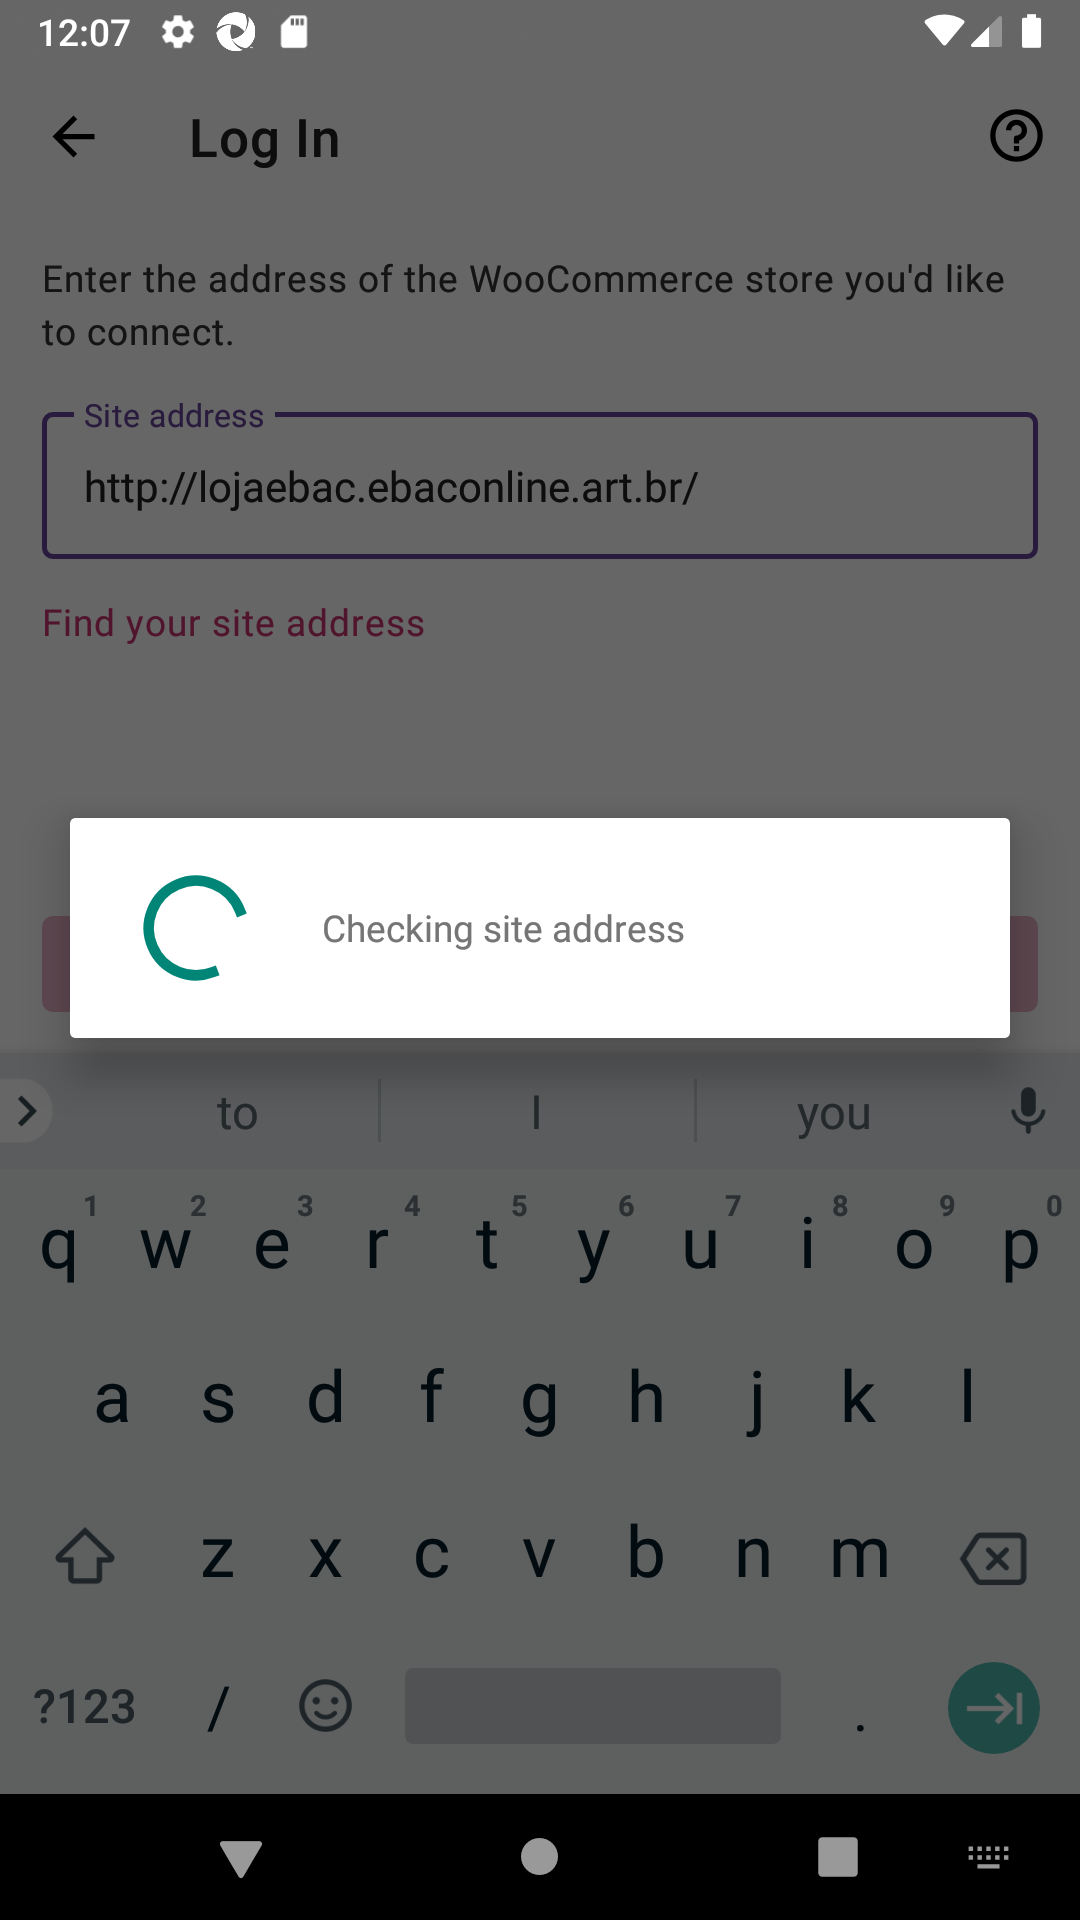 12:07
Log In
Enter the address of the WooCommerce store you'd like
to connect.
Site address
http://lojaebac.ebaconline.art.br/
Find your site address
Checking site address
to I you
1 2 3 4 5 6 7 8 9 0
q w e r t y u i o p
a s d f g h j k l
z x c v b n m
?123 / .